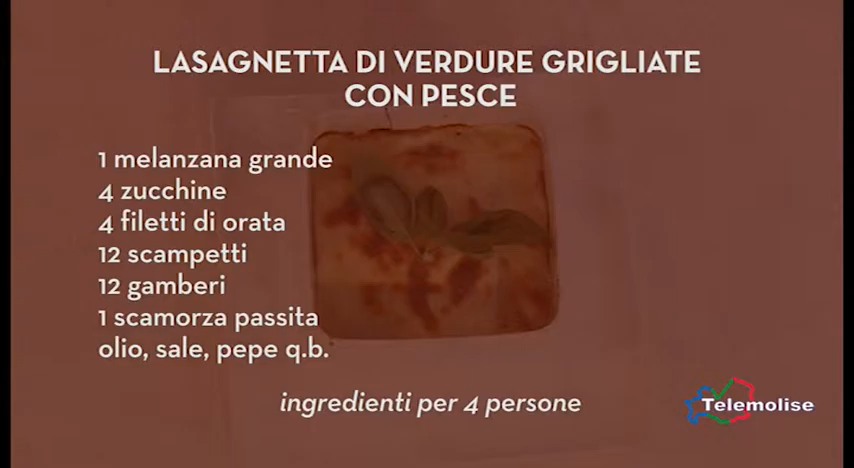 LASAGNETTA DI VERDURE GRIGLIATE
CON PESCE
1 melanzana grande
4 zucchine
4 filetti di orata
12 scampetti
12 gamberi
1 scamorza passita
olio, sale, pepe q.b.
ingredienti per 4 persone
Telemolise